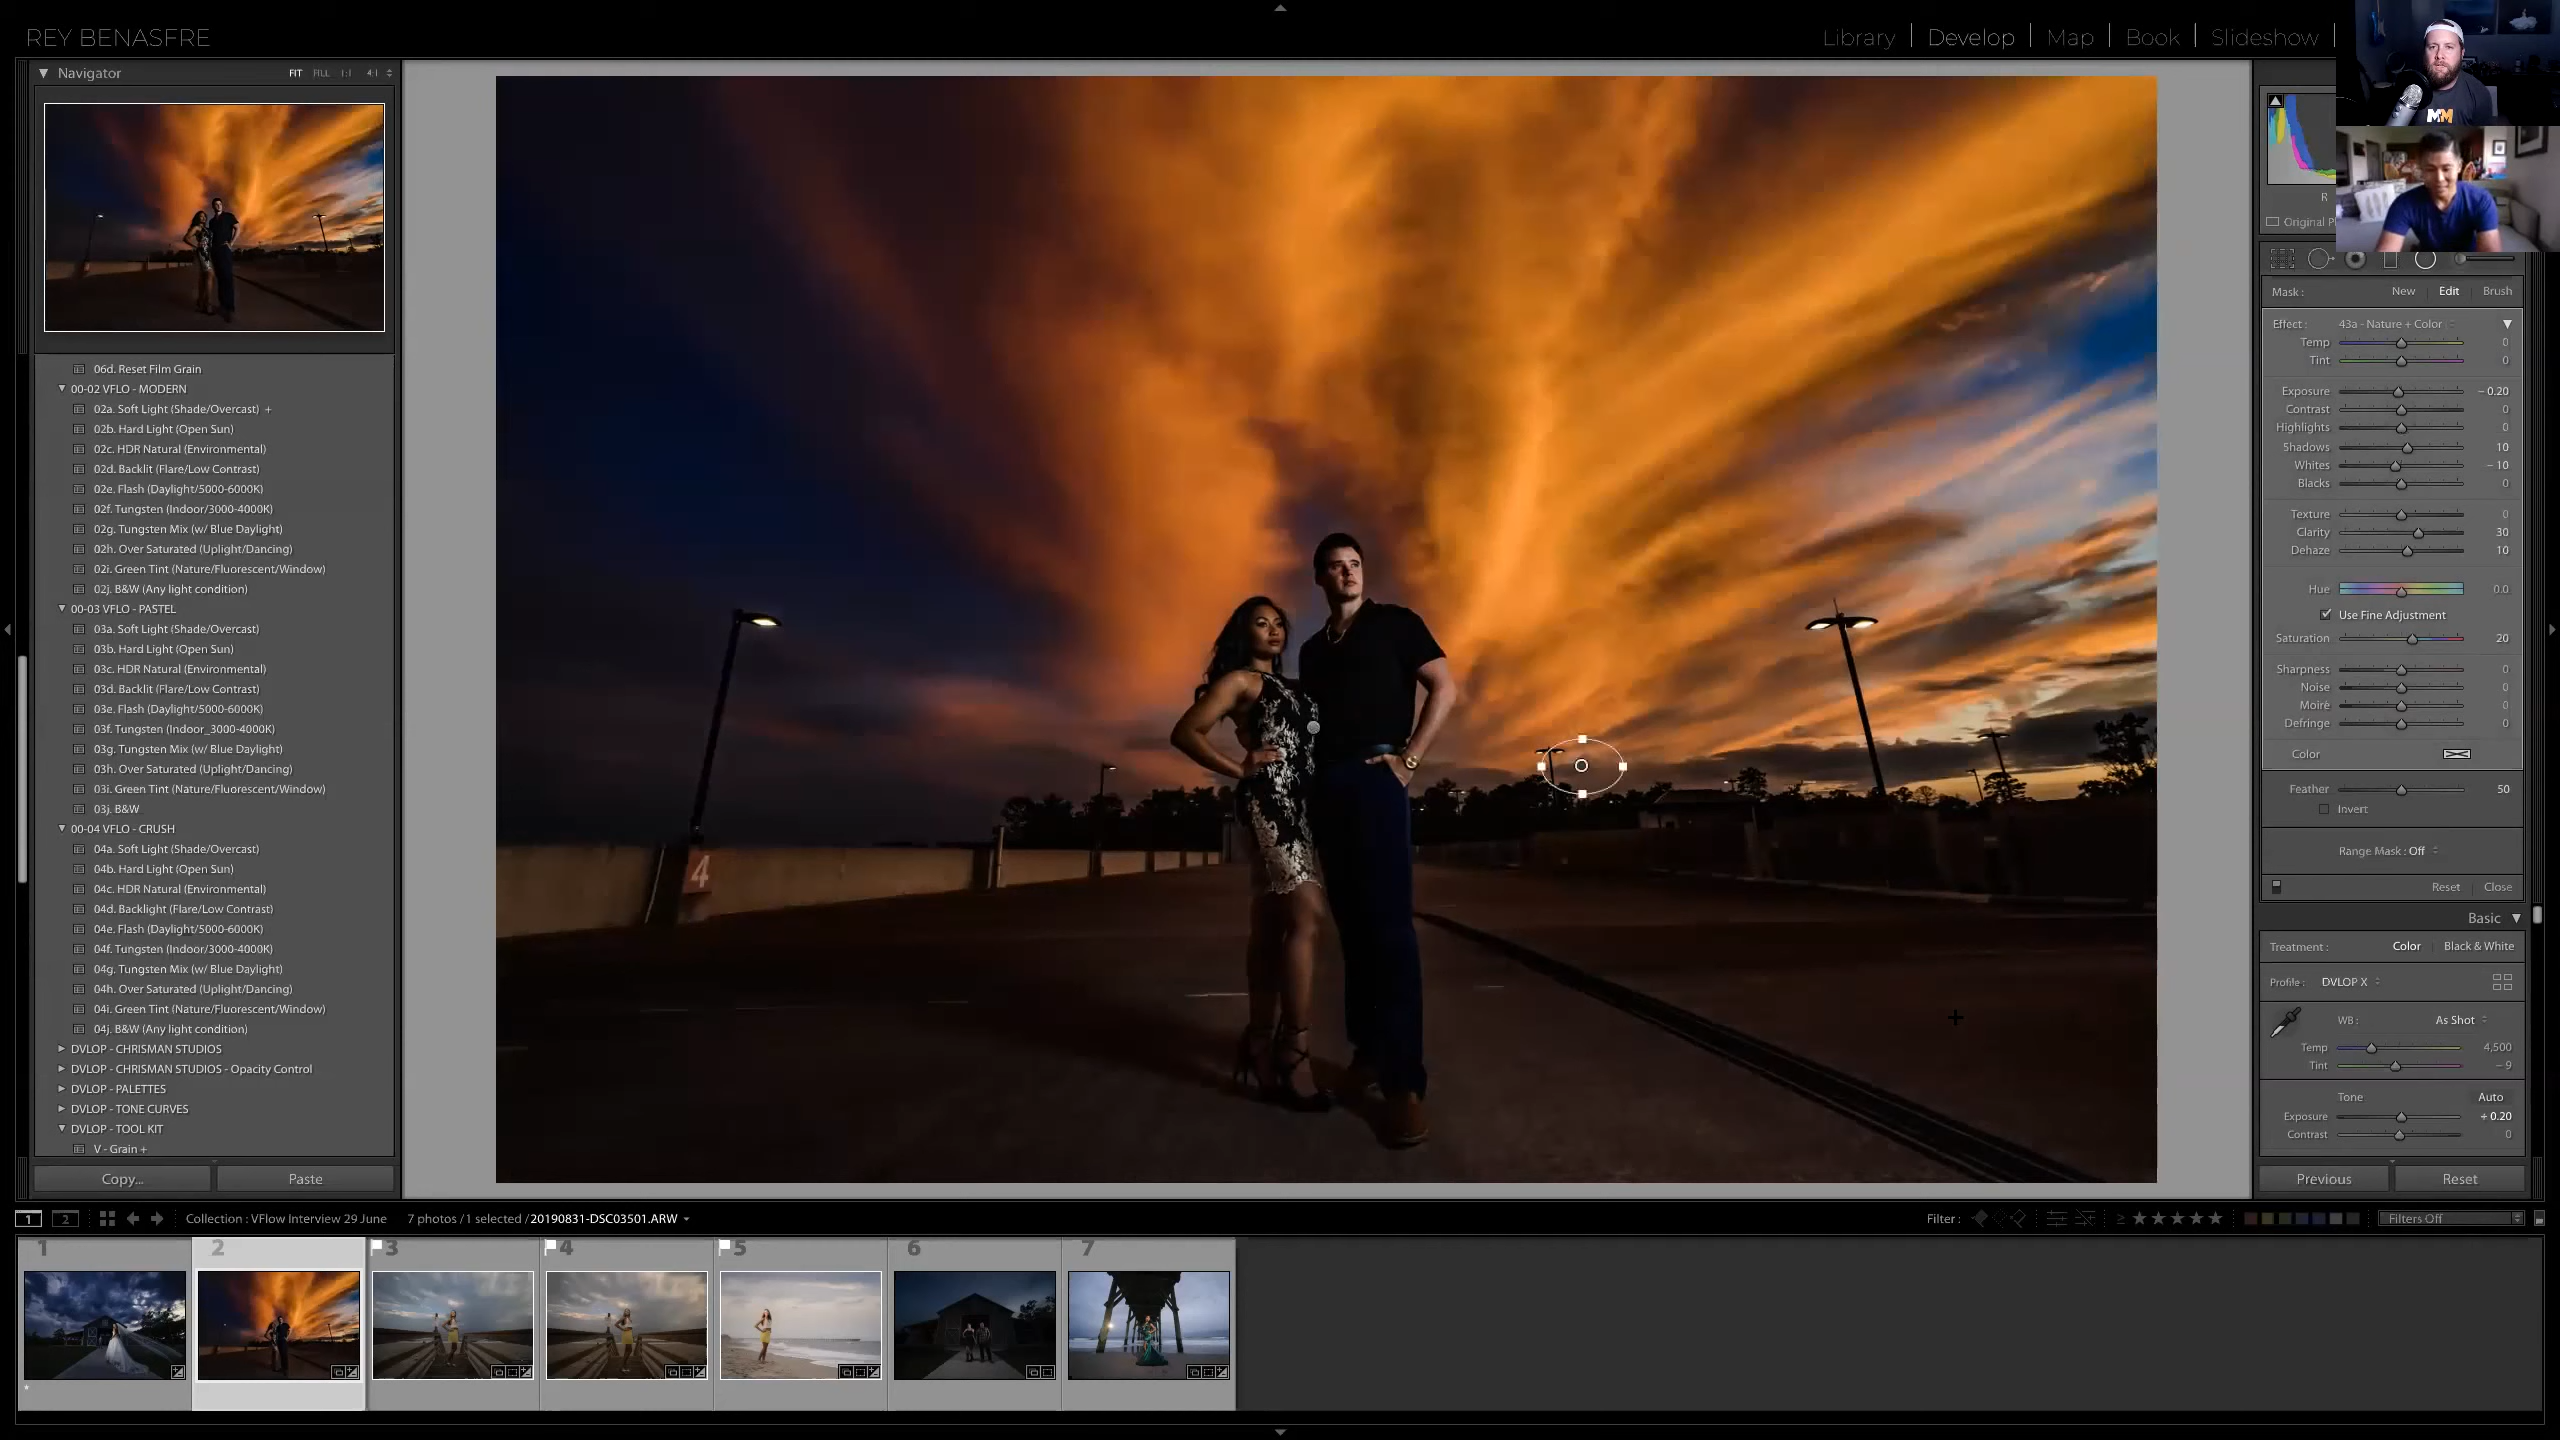 REY BENASFRE
Library | Develop | Map | Book | Slideshow |
Navigator FIT FILL 1:1 4:1
06d. Reset Film Grain
00-02 VFLO - MODERN
02a. Soft Light (Shade/Overcast) +
02b. Hard Light (Open Sun)
02c. HDR Natural (Environmental)
02d. Backlit (Flare/Low Contrast)
02e. Flash (Daylight/5000-6000K)
02f. Tungsten (Indoor/3000-4000K)
02g. Tungsten Mix (w/ Blue Daylight)
02h. Over Saturated (Uplight/Dancing)
02i. Green Tint (Nature/Fluorescent/Window)
02j. B&W (Any light condition)
00-03 VFLO - PASTEL
03a. Soft Light (Shade/Overcast)
03b. Hard Light (Open Sun)
03c. HDR Natural (Environmental)
03d. Backlit (Flare/Low Contrast)
03e. Flash (Daylight/5000-6000K)
03f. Tungsten (Indoor_3000-4000K)
03g. Tungsten Mix (w/ Blue Daylight)
03h. Over Saturated (Uplight/Dancing)
03i. Green Tint (Nature/Fluorescent/Window)
03j. B&W
00-04 VFLO - CRUSH
04a. Soft Light (Shade/Overcast)
04b. Hard Light (Open Sun)
04c. HDR Natural (Environmental)
04d. Backlight (Flare/Low Contrast)
04e. Flash (Daylight/5000-6000K)
04f. Tungsten (Indoor/3000-4000K)
04g. Tungsten Mix (w/ Blue Daylight)
04h. Over Saturated (Uplight/Dancing)
04i. Green Tint (Nature/Fluorescent/Window)
04j. B&W (Any light condition)
DVLOP - CHRISMAN STUDIOS
DVLOP - CHRISMAN STUDIOS - Opacity Control
DVLOP - PALETTES
DVLOP - TONE CURVES
DVLOP - TOOL KIT
V - Grain +
Copy... Paste
4
MM
R
Original P
Mask : New Edit Brush
Effect : 43a - Nature + Color
Temp 0
Tint 0
Exposure - 0.20
Contrast 0
Highlights 0
Shadows 10
Whites - 10
Blacks 0
Texture 0
Clarity 30
Dehaze 10
Hue 0.0
Use Fine Adjustment
Saturation 20
Sharpness 0
Noise 0
Moiré 0
Defringe 0
Color
Feather 50
Invert
Range Mask : Off
Reset Close
Basic
Treatment : Color Black & White
Profile : DVLOP X
WB : As Shot
Temp 4,500
Tint - 9
Tone Auto
Exposure + 0.20
Contrast 0
Previous Reset
1 2 Collection : VFlow Interview 29 June 7 photos / 1 selected / 20190831-DSC03501.ARW Filter : ≥ Filters Off
1 2 3 4 5 6 7